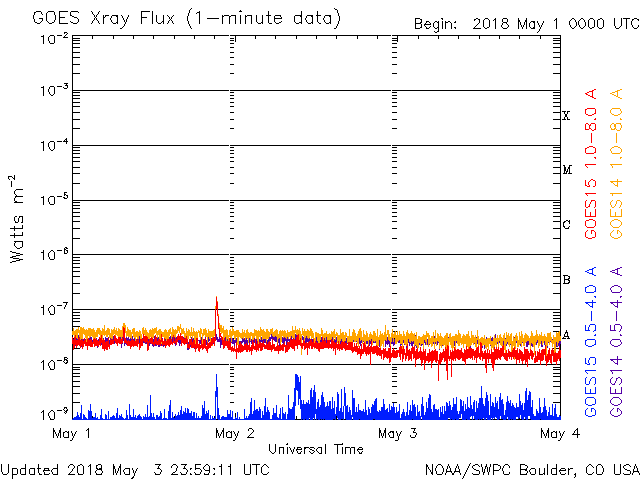 GOES Xray Flux (1-minute data)
Begin: 2018 May 1 0000 UTC
10⁻²
10⁻³
10⁻⁴
10⁻⁵
10⁻⁶
10⁻⁷
10⁻⁸
10⁻⁹
Watts m⁻²
X
M
C
B
A
GOES15 1.0-8.0 A
GOES14 1.0-8.0 A
GOES15 0.5-4.0 A
GOES14 0.5-4.0 A
May 1
May 2
May 3
May 4
Universal Time
Updated 2018 May 3 23:59:11 UTC
NOAA/SWPC Boulder, CO USA